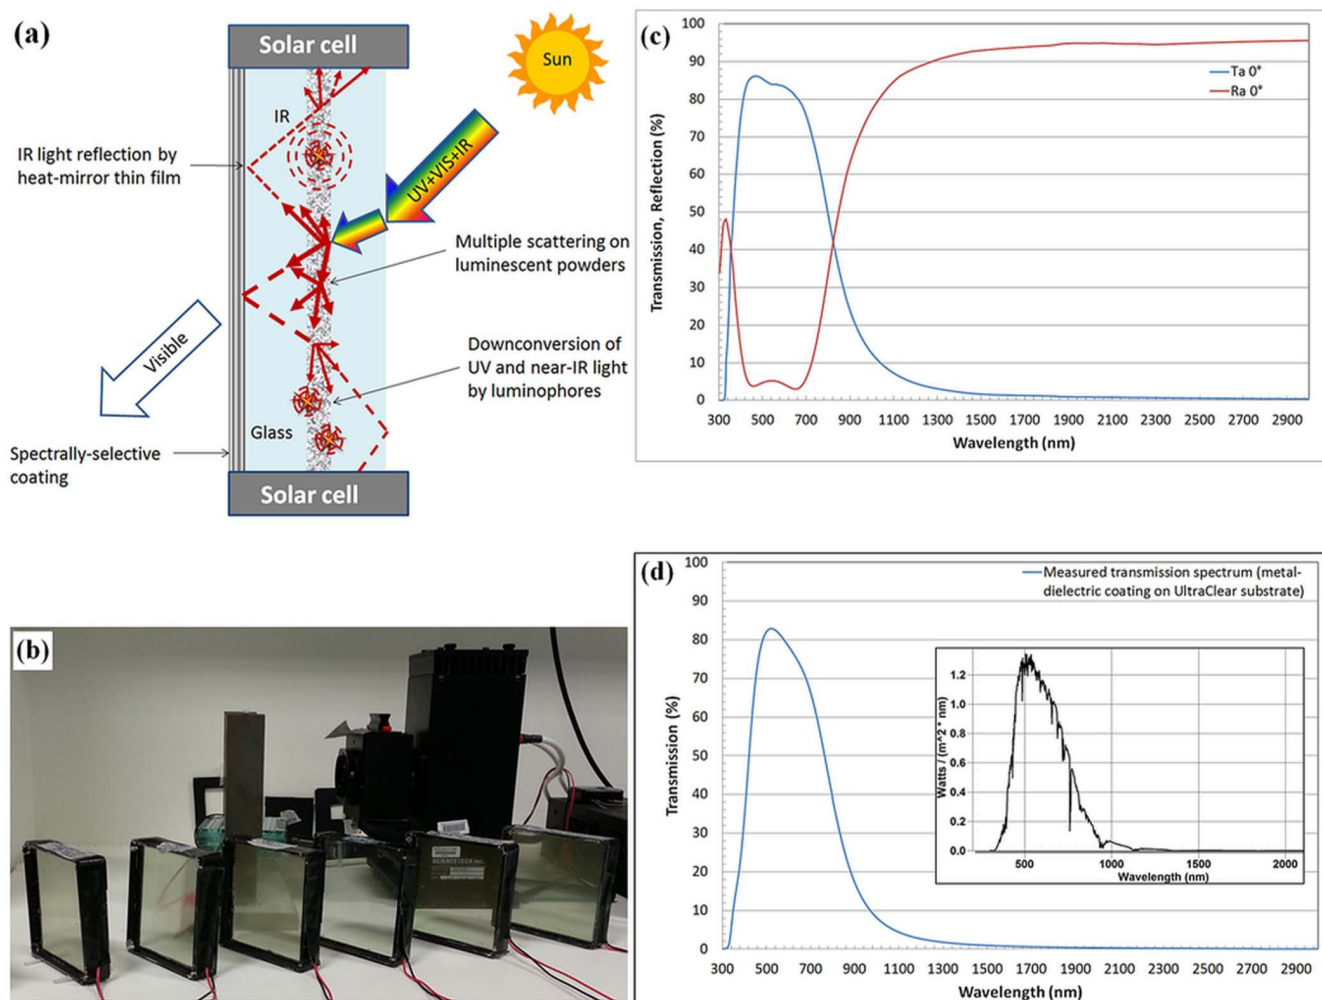 (a)
Solar cell
Sun
IR
UV+VIS+IR
IR light reflection by
heat-mirror thin film
Multiple scattering on
luminescent powders
Visible
Downconversion of
UV and near-IR light
by luminophores
Glass
Spectrally-selective
coating
Solar cell
(c)
Ta 0°
Ra 0°
Transmission, Reflection (%)
100
90
80
70
60
50
40
30
20
10
0
300 500 700 900 1100 1300 1500 1700 1900 2100 2300 2500 2700 2900
Wavelength (nm)
(b)
SCIENCETECH Inc.
(d)
Measured transmission spectrum (metal-
dielectric coating on UltraClear substrate)
Transmission (%)
100
90
80
70
60
50
40
30
20
10
0
300 500 700 900 1100 1300 1500 1700 1900 2100 2300 2500 2700 2900
Wavelength (nm)
Watts / (m^2 * nm)
1.2
1.0
0.8
0.6
0.4
0.2
0.0
500 1000 1500 2000
Wavelength (nm)